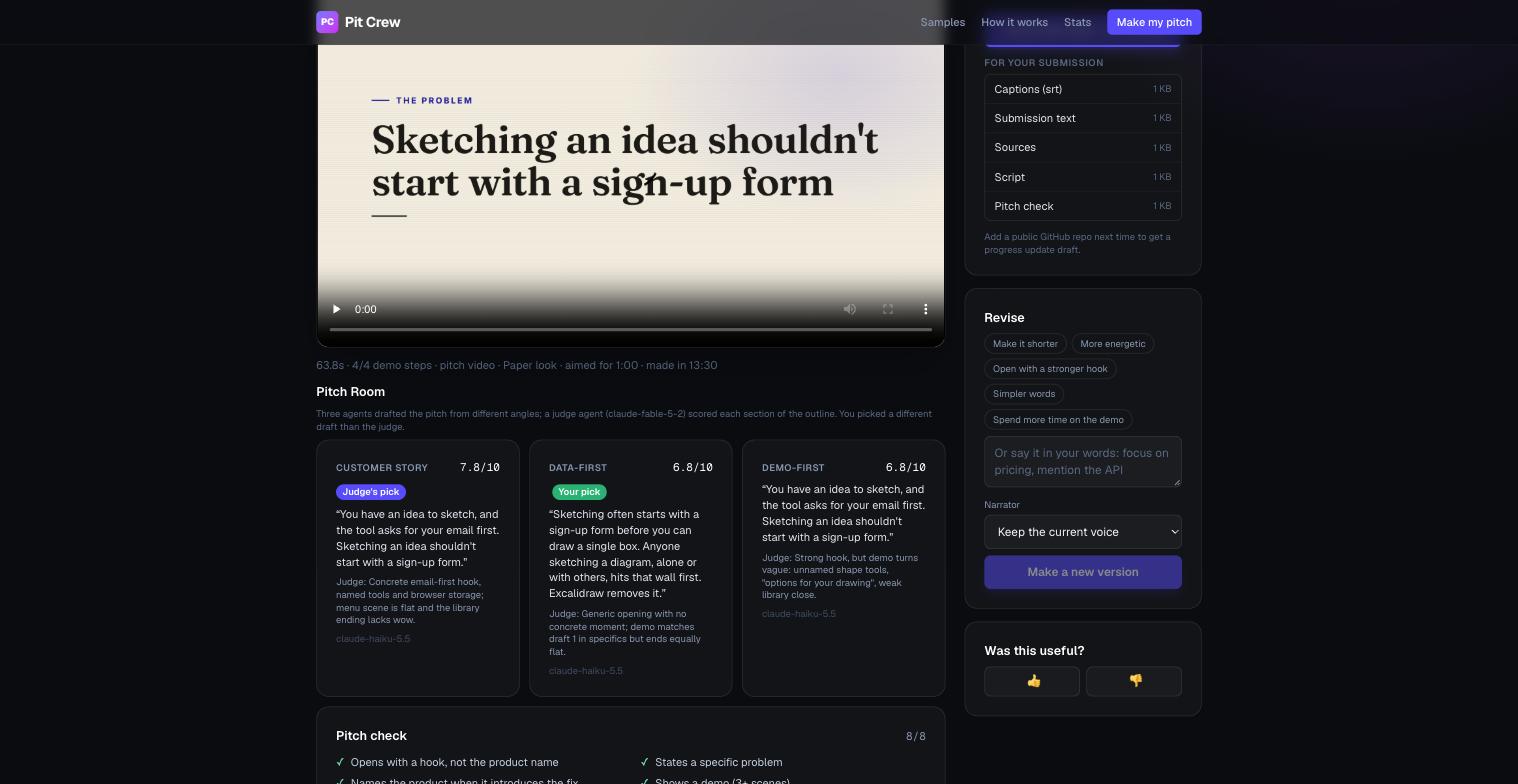 PC Pit Crew
Samples How it works Stats Make my pitch
THE PROBLEM
Sketching an idea shouldn't
start with a sign-up form
0:00
63.8s · 4/4 demo steps · pitch video · Paper look · aimed for 1:00 · made in 13:30
Pitch Room
Three agents drafted the pitch from different angles; a judge agent (claude-fable-5-2) scored each section of the outline. You picked a different
draft than the judge.
CUSTOMER STORY 7.8/10
Judge's pick
“You have an idea to sketch, and
the tool asks for your email first.
Sketching an idea shouldn't
start with a sign-up form.”
Judge: Concrete email-first hook,
named tools and browser storage;
menu scene is flat and the library
ending lacks wow.
claude-haiku-5.5
DATA-FIRST 6.8/10
Your pick
“Sketching often starts with a
sign-up form before you can
draw a single box. Anyone
sketching a diagram, alone or
with others, hits that wall first.
Excalidraw removes it.”
Judge: Generic opening with no
concrete moment; demo matches
draft 1 in specifics but ends equally
flat.
claude-haiku-5.5
DEMO-FIRST 6.8/10
“You have an idea to sketch, and
the tool asks for your email first.
Sketching an idea shouldn't
start with a sign-up form.”
Judge: Strong hook, but demo turns
vague: unnamed shape tools,
"options for your drawing", weak
library close.
claude-haiku-5.5
Pitch check 8/8
✓ Opens with a hook, not the product name
✓ States a specific problem
✓ Names the product when it introduces the fix
✓ Shows a demo (3+ scenes)
FOR YOUR SUBMISSION
Captions (srt) 1 KB
Submission text 1 KB
Sources 1 KB
Script 1 KB
Pitch check 1 KB
Add a public GitHub repo next time to get a
progress update draft.
Revise
Make it shorter More energetic
Open with a stronger hook
Simpler words
Spend more time on the demo
Or say it in your words: focus on
pricing, mention the API
Narrator
Keep the current voice
Make a new version
Was this useful?
👍 👎